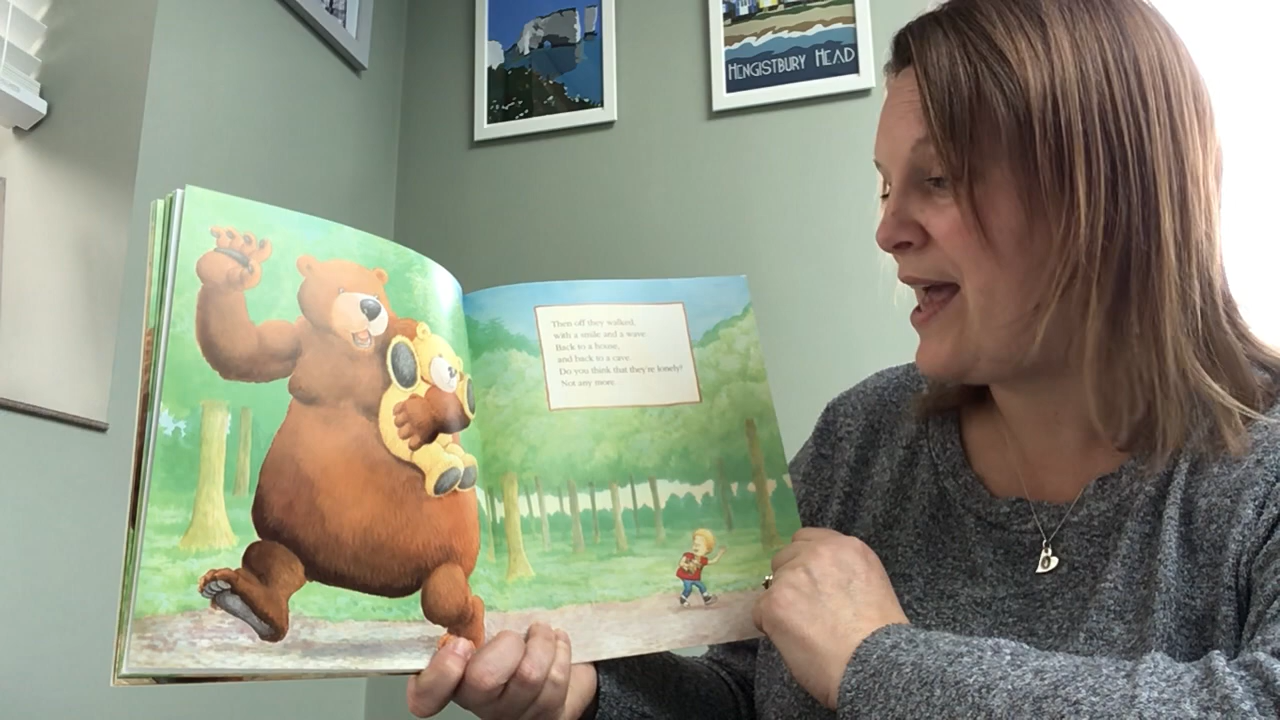 HENGISTBURY HEAD
Then off they walked,
with a smile and a wave
Back to a house,
and back to a cave.
Do you think that they're lonely?
Not any more.